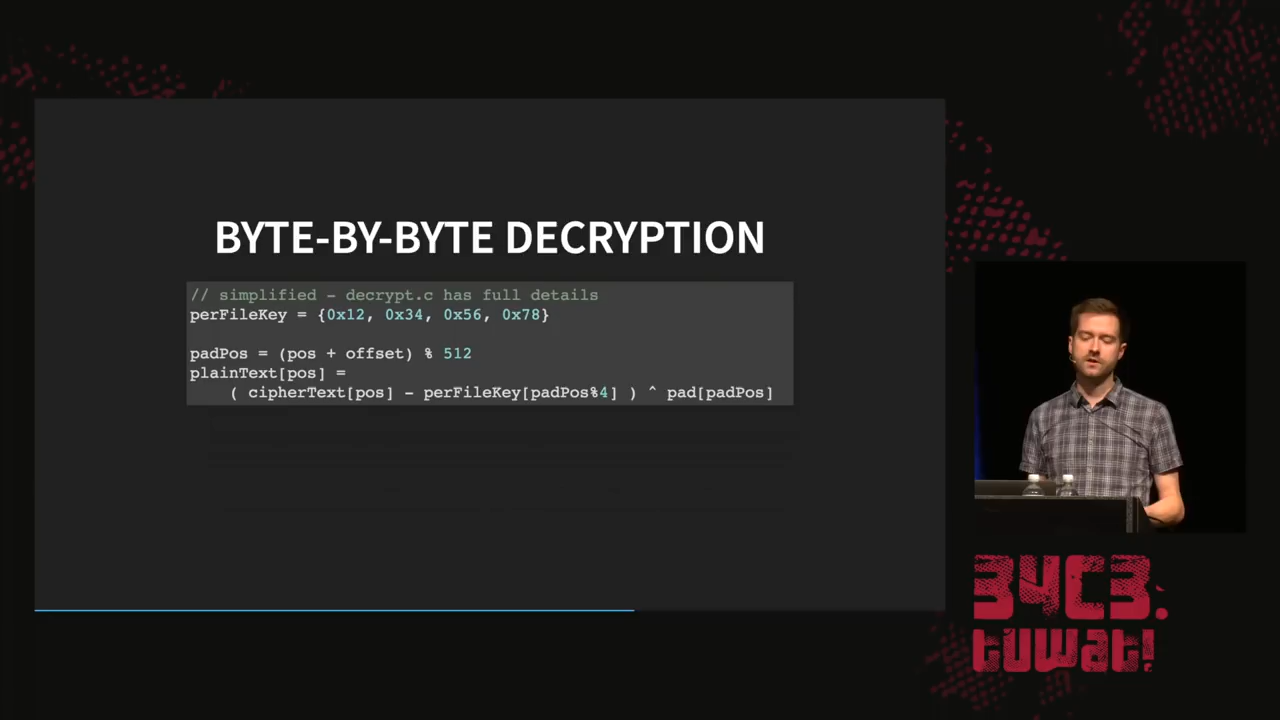 BYTE-BY-BYTE DECRYPTION
// simplified - decrypt.c has full details
perFileKey = {0x12, 0x34, 0x56, 0x78}
padPos = (pos + offset) % 512
plainText[pos] =
( cipherText[pos] - perFileKey[padPos%4] ) ^ pad[padPos]
34C3.
tuwat!